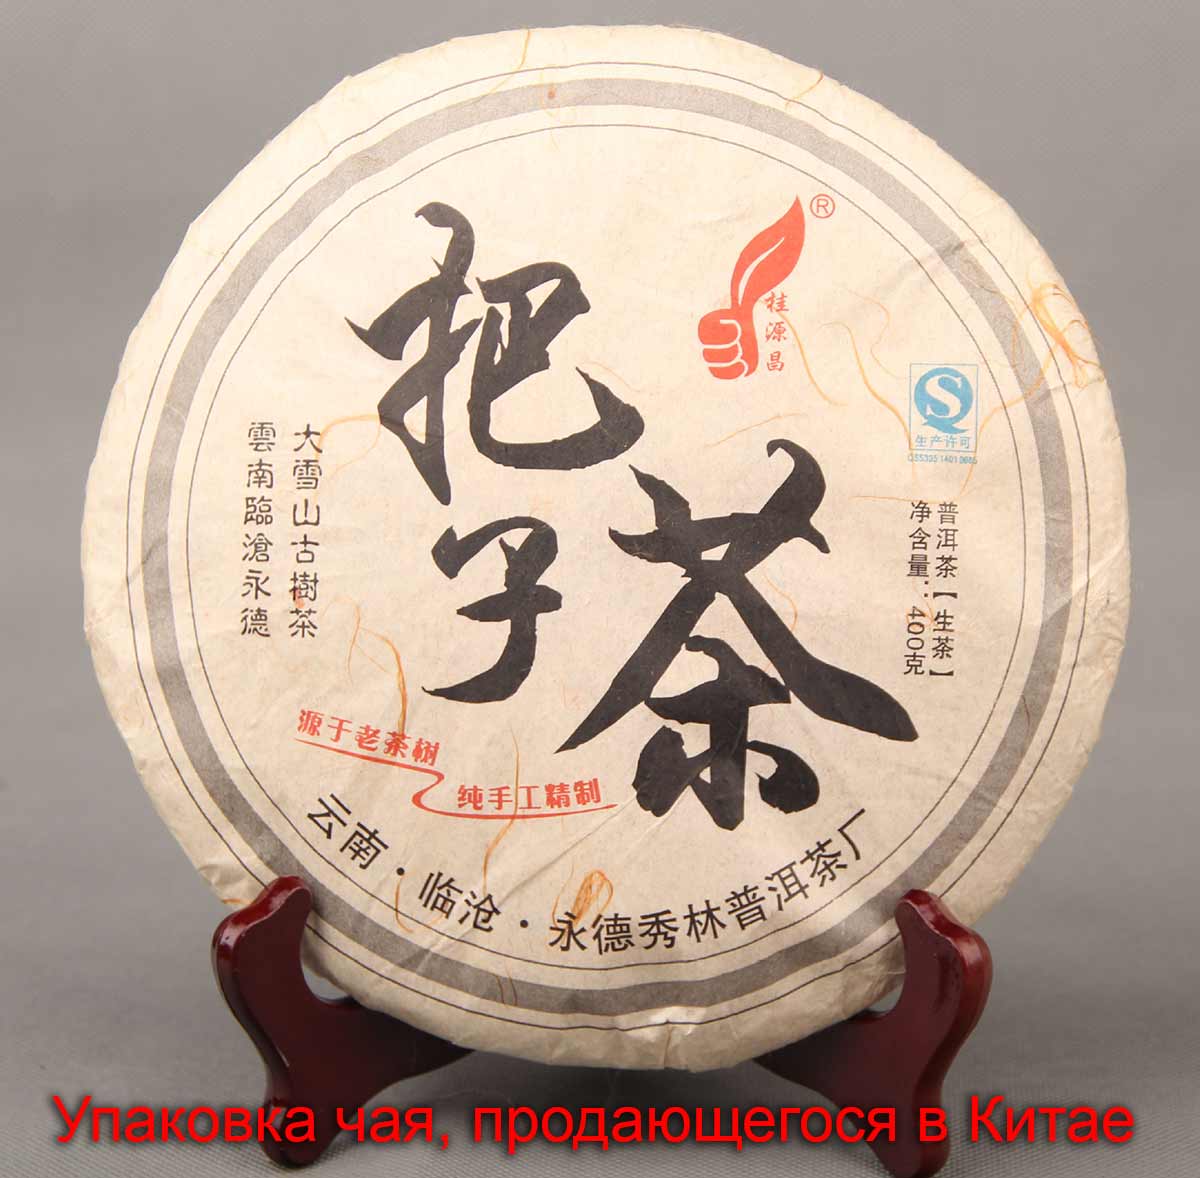 ®
桂源昌
把子
茶
大雪山古樹茶
雲南臨滄永德
生产许可
普洱茶【生茶】
净含量:400克
源于老茶树
纯手工精制
云南·临沧·永德秀林普洱茶厂
Упаковка чая, продающегося в Китае